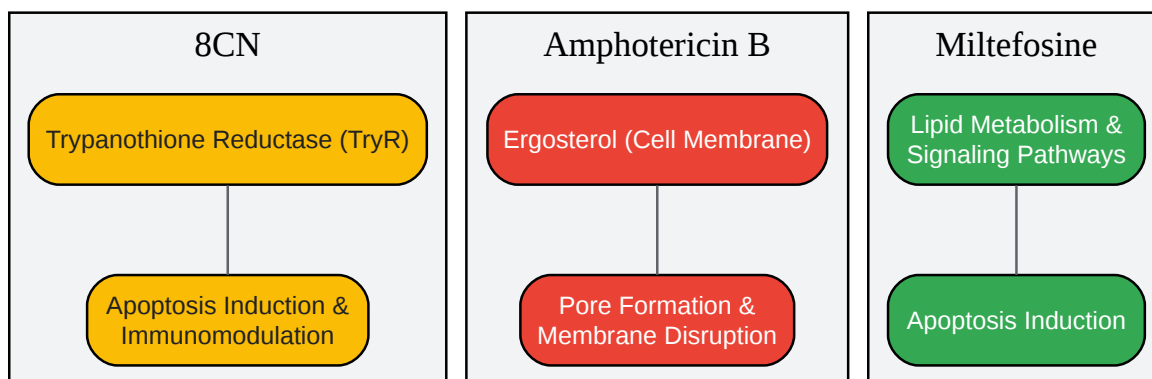 8CN
Trypanothione Reductase (TryR)
Apoptosis Induction &
Immunomodulation
Amphotericin B
Ergosterol (Cell Membrane)
Pore Formation &
Membrane Disruption
Miltefosine
Lipid Metabolism &
Signaling Pathways
Apoptosis Induction